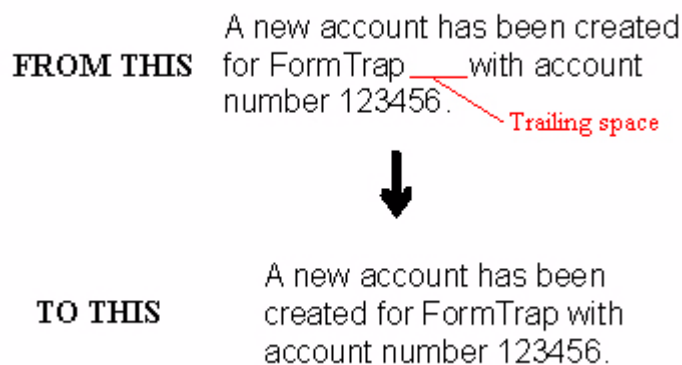 A new account has been created
FROM THIS for FormTrap _____with account
number 123456.
Trailing space
A new account has been
TO THIS created for FormTrap with
account number 123456.